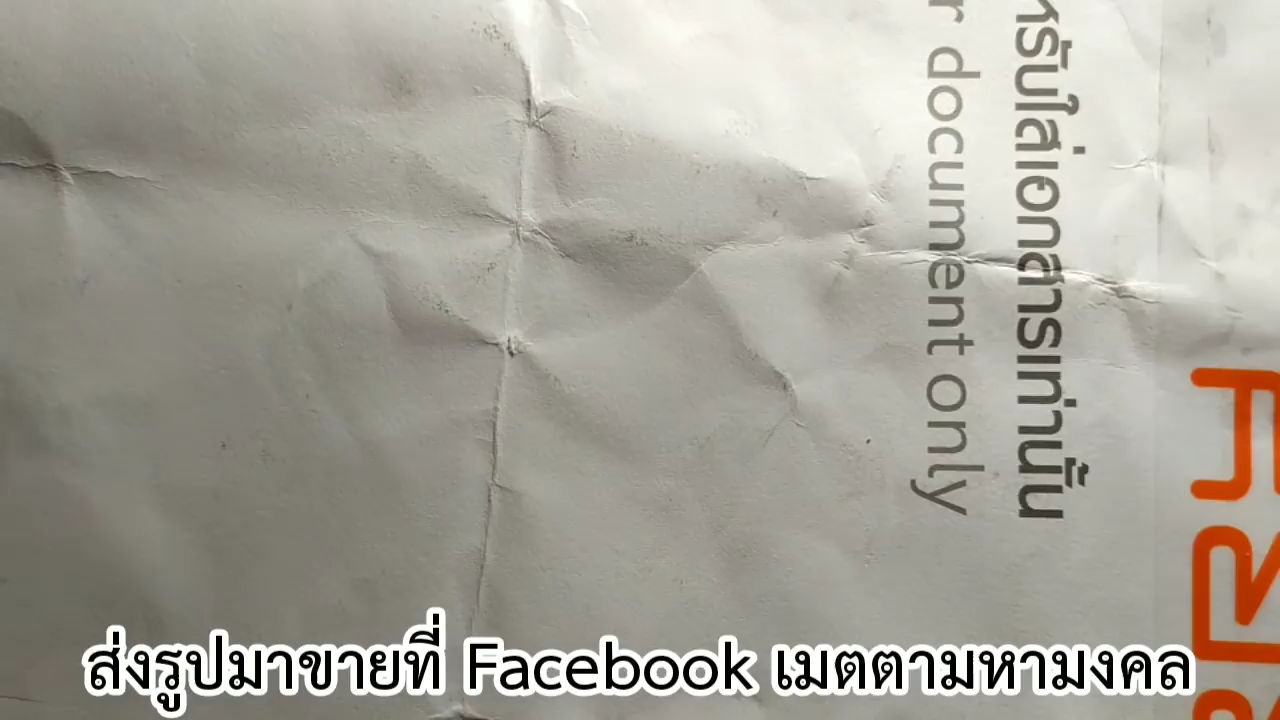 หรับใส่เอกสารเท่านั้น
r document only
ส่งรูปมาขายที่ Facebook เมตตามหามงคล